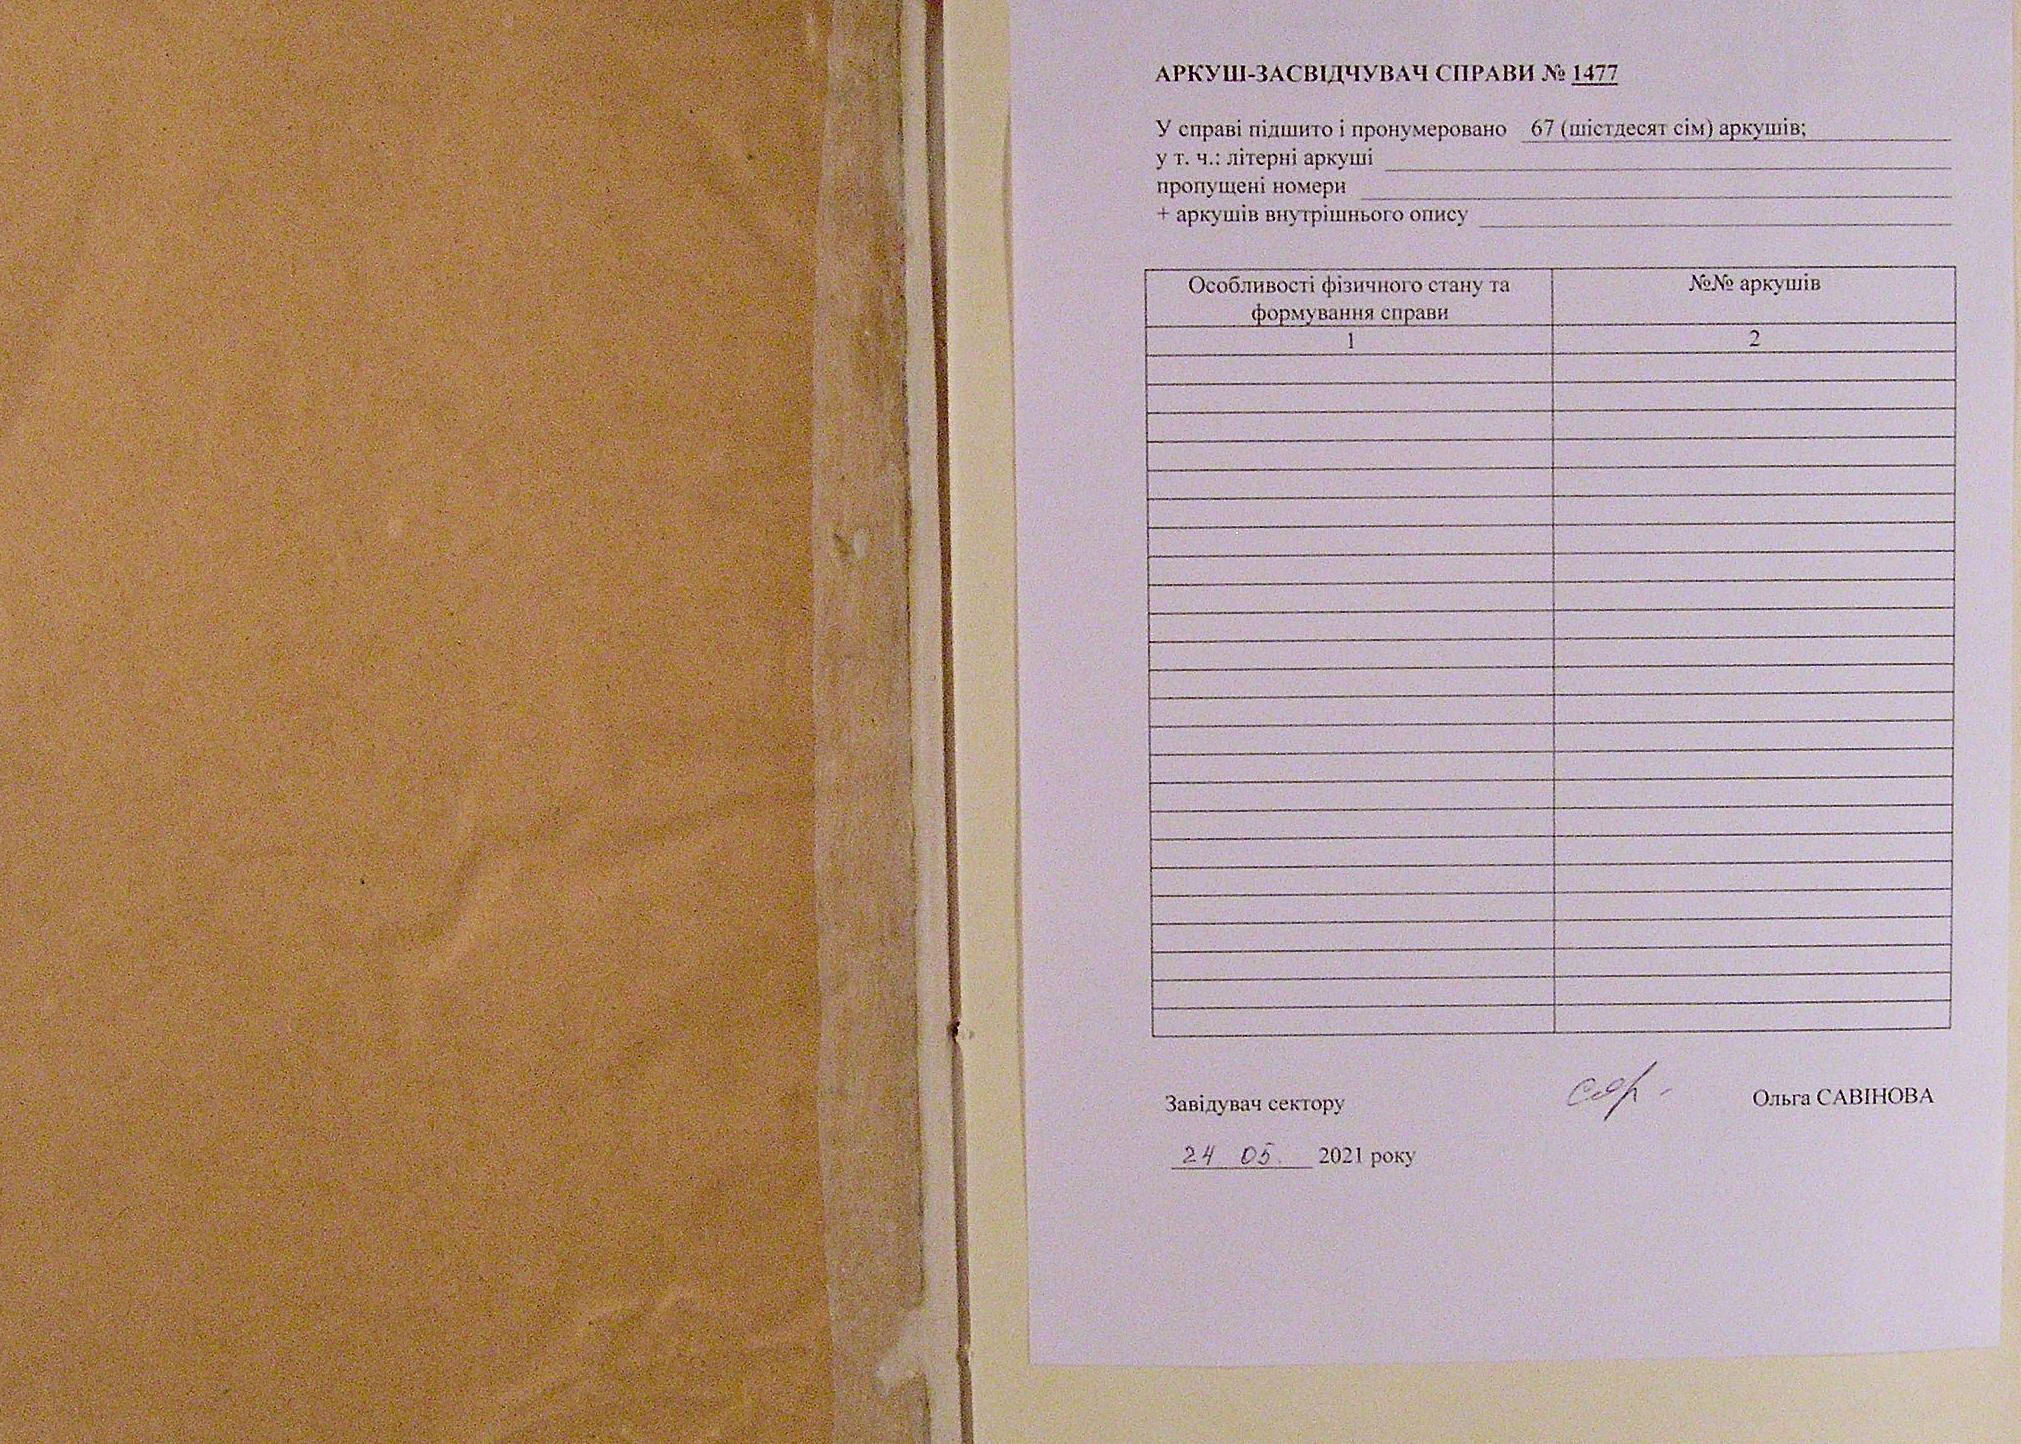 АРКУШ-ЗАСВІДЧУВАЧ СПРАВИ № 1477
У справі підшито і пронумеровано 67 (шістдесят сім) аркушів;
у т. ч.: літерні аркуші
пропущені номери
+ аркушів внутрішнього опису
Особливості фізичного стану та формування справи
№№ аркушів
1 2
Завідувач сектору Ольга САВІНОВА
24 05. 2021 року